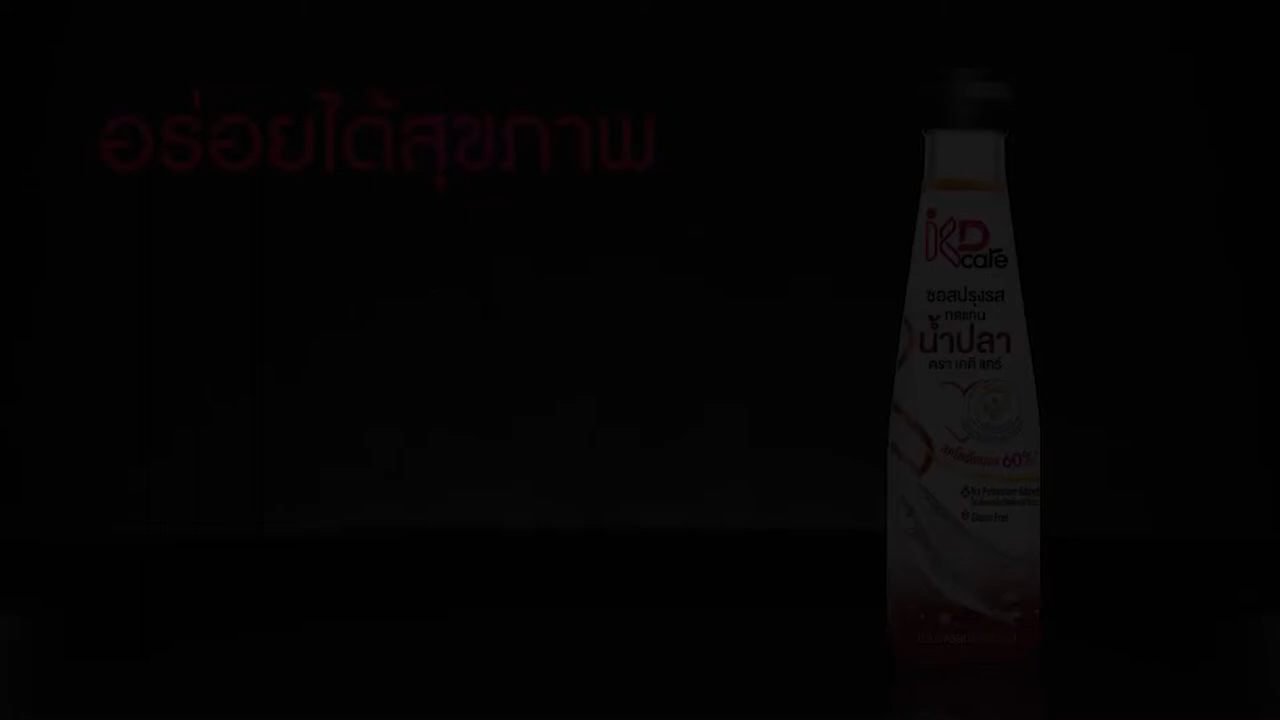 อร่อยได้สุขภาพ
iKD
care
ซอสปรุงรส
ทดแทน
น้ำปลา
ตรา เคดี แคร์
60%
Gluten Free